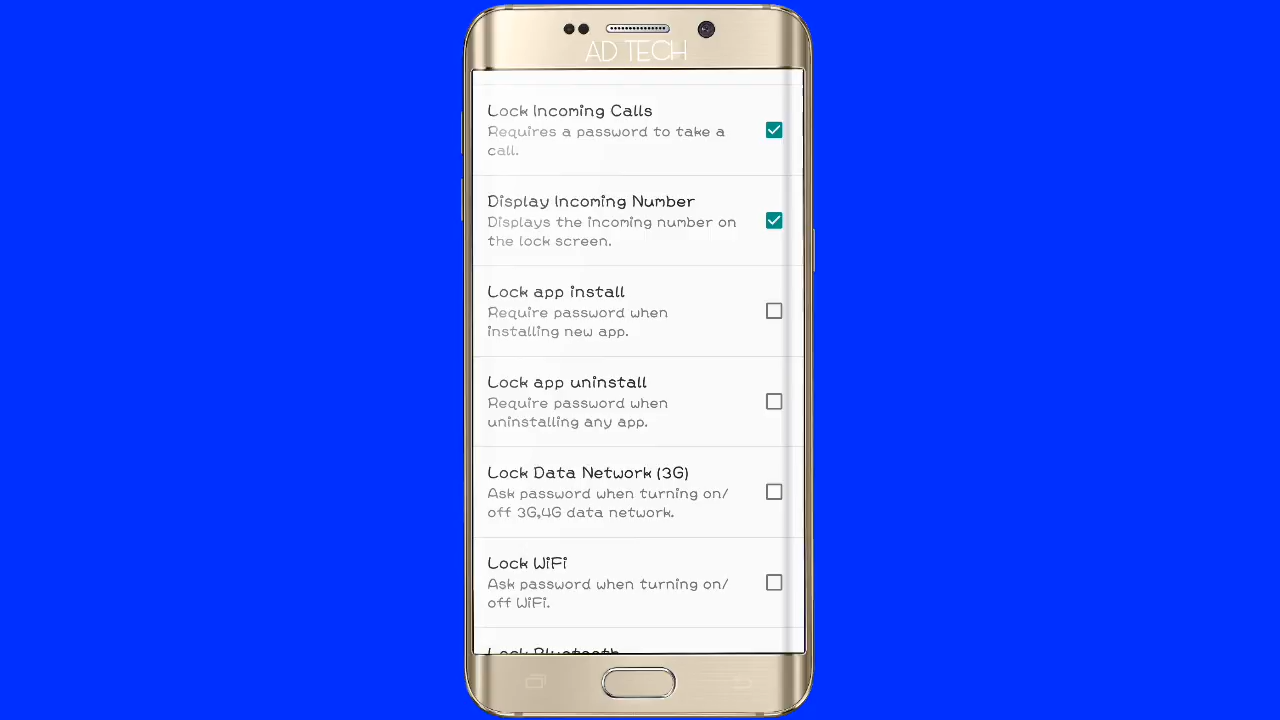 AD TECH
Lock Incoming Calls
Requires a password to take a
call.
Display Incoming Number
Displays the incoming number on
the lock screen.
Lock app install
Require password when
installing new app.
Lock app uninstall
Require password when
uninstalling any app.
Lock Data Network (3G)
Ask password when turning on/
off 3G,4G data network.
Lock WiFi
Ask password when turning on/
off WiFi.
Lock Bluetooth